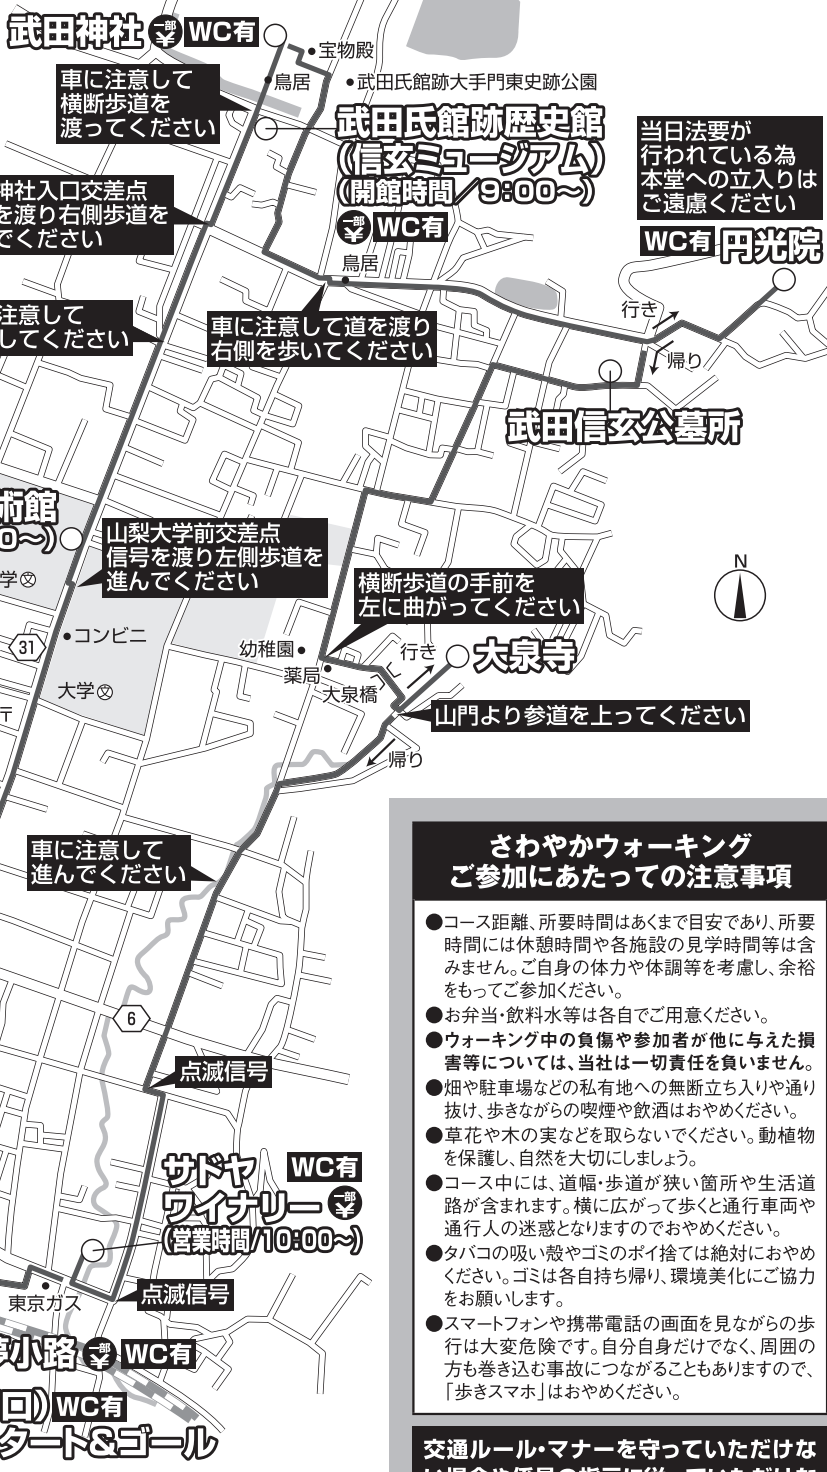 武田神社 一部 WC有
宝物殿
鳥居
武田氏館跡大手門東史跡公園
車に注意して
横断歩道を
渡ってください
武田氏館跡歴史館
(信玄ミュージアム)
(開館時間／9:00〜)
一部 WC有
当日法要が
行われている為
本堂への立入りは
ご遠慮ください
WC有 円光院
神社入口交差点
を渡り右側歩道を
でください
鳥居
注意して
してください
車に注意して道を渡り
右側を歩いてください
行き
帰り
武田信玄公墓所
術館
0〜)
学 文
山梨大学前交差点
信号を渡り左側歩道を
進んでください
N
横断歩道の手前を
左に曲がってください
31
コンビニ
大学 文
〒
幼稚園
薬局
大泉橋
行き
大泉寺
山門より参道を上ってください
帰り
車に注意して
進んでください
6
点滅信号
サドヤ WC有
ワイナリー 一部
(営業時間/10:00〜)
点滅信号
東京ガス
小路 一部 WC有
口) WC有
タート&ゴール
さわやかウォーキング
ご参加にあたっての注意事項
●コース距離、所要時間はあくまで目安であり、所要
時間には休憩時間や各施設の見学時間等は含
みません。ご自身の体力や体調等を考慮し、余裕
をもってご参加ください。
●お弁当・飲料水等は各自でご用意ください。
●ウォーキング中の負傷や参加者が他に与えた損
害等については、当社は一切責任を負いません。
●畑や駐車場などの私有地への無断立ち入りや通り
抜け、歩きながらの喫煙や飲酒はおやめください。
●草花や木の実などを取らないでください。動植物
を保護し、自然を大切にしましょう。
●コース中には、道幅・歩道が狭い箇所や生活道
路が含まれます。横に広がって歩くと通行車両や
通行人の迷惑となりますのでおやめください。
●タバコの吸い殻やゴミのポイ捨ては絶対におやめ
ください。ゴミは各自持ち帰り、環境美化にご協力
をお願いします。
●スマートフォンや携帯電話の画面を見ながらの歩
行は大変危険です。自分自身だけでなく、周囲の
方も巻き込む事故につながることもありますので、
「歩きスマホ」はおやめください。
交通ルール・マナーを守っていただけな